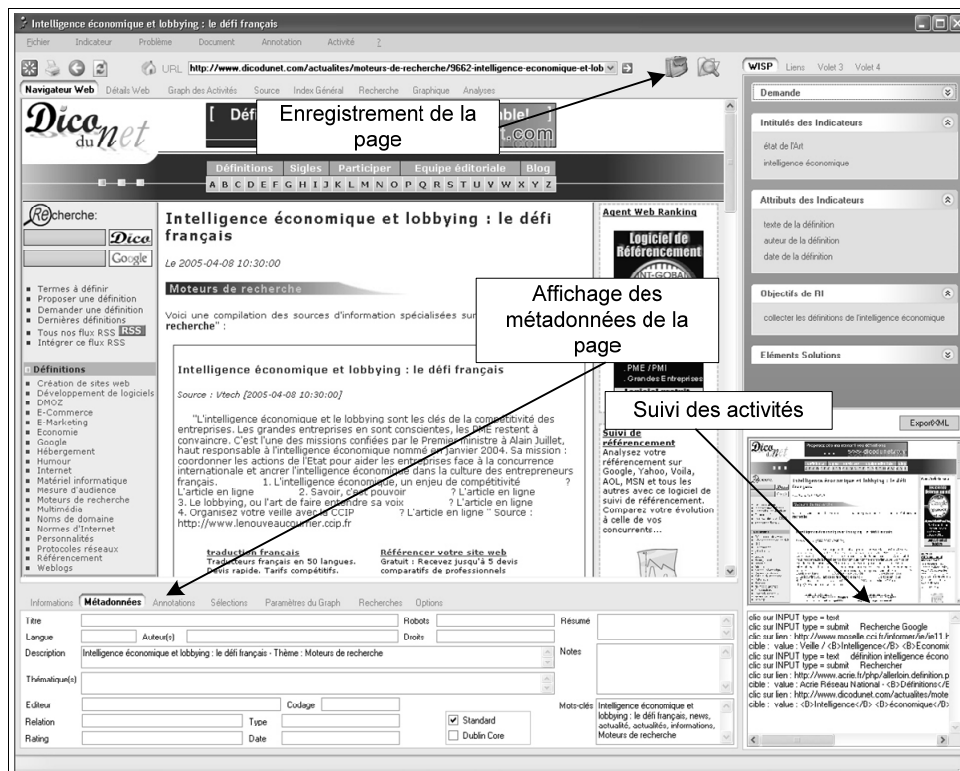 Intelligence économique et lobbying : le défi français
Fichier Indicateur Problème Document Annotation Activité ?
URL http://www.dicodunet.com/actualites/moteurs-de-recherche/9662-intelligence-economique-et-lob
Navigateur Web Détails Web Graph des Activités Source Index Général Recherche Graphique Analyses
Dico du net
[ Défi ble! ]
.com
Enregistrement de la
page
Définitions Sigles Participer Equipe éditoriale Blog
A B C D E F G H I J K L M N O P Q R S T U V W X Y Z
Recherche:
Dico
Google
Termes à définir
Proposer une définition
Demander une définition
Dernières définitions
Tous nos flux RSS RSS
Intégrer ce flux RSS
Définitions
Création de sites web
Développement de logiciels
DMOZ
E-Commerce
E-Marketing
Economie
Google
Hébergement
Humour
Internet
Matériel informatique
Mesure d'audience
Moteurs de recherche
Multimédia
Noms de domaine
Normes d'Internet
Personnalités
Protocoles réseaux
Référencement
Weblogs
Intelligence économique et lobbying : le défi
français
Le 2005-04-08 10:30:00
Moteurs de recherche
Voici une compilation des sources d'information spécialisées sur
recherche" :
Intelligence économique et lobbying : le défi français
Source : Vtech [2005-04-08 10:30:00]
"L'intelligence économique et le lobbying sont les clés de la compétitivité des
entreprises. Les grandes entreprises en sont conscientes, les PME restent à
convaincre. C'est l'une des missions confiées par le Premier ministre à Alain Juillet,
haut responsable à l'intelligence économique nommé en janvier 2004. Sa mission :
coordonner les actions de l'Etat pour aider les entreprises face à la concurrence
internationale et ancrer l'intelligence économique dans la culture des entrepreneurs
français. 1. L'intelligence économique, un enjeu de compétitivité ?
L'article en ligne 2. Savoir, c'est pouvoir ? L'article en ligne
3. Le lobbying, ou l'art de faire entendre sa voix ? L'article en ligne
4. Organisez votre veille avec la CCIP ? L'article en ligne " Source :
http://www.lenouveaucourrier.ccip.fr
traduction français
Traducteurs français en 50 langues.
Devis rapide. Tarifs compétitifs.
Référencer votre site web
Gratuit : Recevez jusqu'à 5 devis
comparatifs de professionnels
Agent Web Ranking
Logiciel de
Référencement
Affichage des
métadonnées de la
page
. PME / PMI
. Grandes Entreprises
Suivi de
référencement
Analysez votre
référencement sur
Google, Yahoo, Voila,
AOL, MSN et tous les
autres avec ce logiciel de
suivi de référencement.
Comparez votre évolution
à celle de vos
concurrents...
WISP Liens Volet 3 Volet 4
Demande
Intitulés des Indicateurs
état de l'Art
intelligence économique
Attributs des Indicateurs
texte de la définition
auteur de la définition
date de la définition
Objectifs de RI
collecter les définitions de l'intelligence economique
Eléments Solutions
Suivi des activités
ExportXML
clic sur INPUT type = text
clic sur INPUT type = submit Recherche Google
clic sur lien : http://www.moselle.cci.fr/informer/ie/ie11.h
cible : value : Veille / <B>Intelligence</B> <B>Economic
clic sur INPUT type = text définition intelligence écono
clic sur INPUT type = submit Rechercher
clic sur lien : http://www.acrie.fr/php/allerloin.definition.p
cible : value : Acrie Réseau National - <B>Définitions</E
clic sur lien : http://www.dicodunet.com/actualites/mote
cible : value : <B>Intelligence</B> <B>économique</B>
Informations Métadonnées Annotations Sélections Paramètres du Graph Recherches Options
Titre Robots Résumé
Langue Auteur(s) Droits
Description Intelligence économique et lobbying : le défi français - Thème : Moteurs de recherche Notes
Thématique(s)
Editeur Codage Mots-clés Intelligence économique et
Relation Type Standard lobbying : le défi français, news,
actualité, actualités, informations,
Rating Date Dublin Core Moteurs de recherche